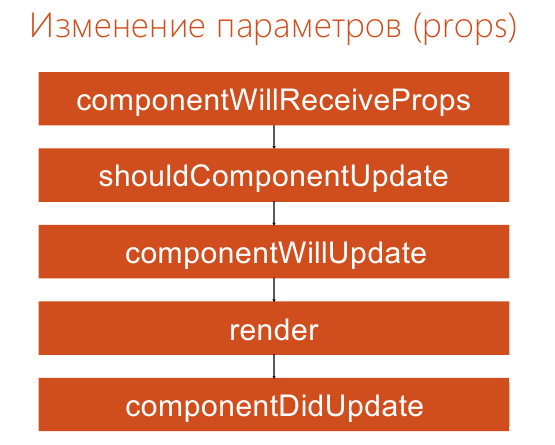 Изменение параметров (props)
componentWillReceiveProps
shouldComponentUpdate
componentWillUpdate
render
componentDidUpdate